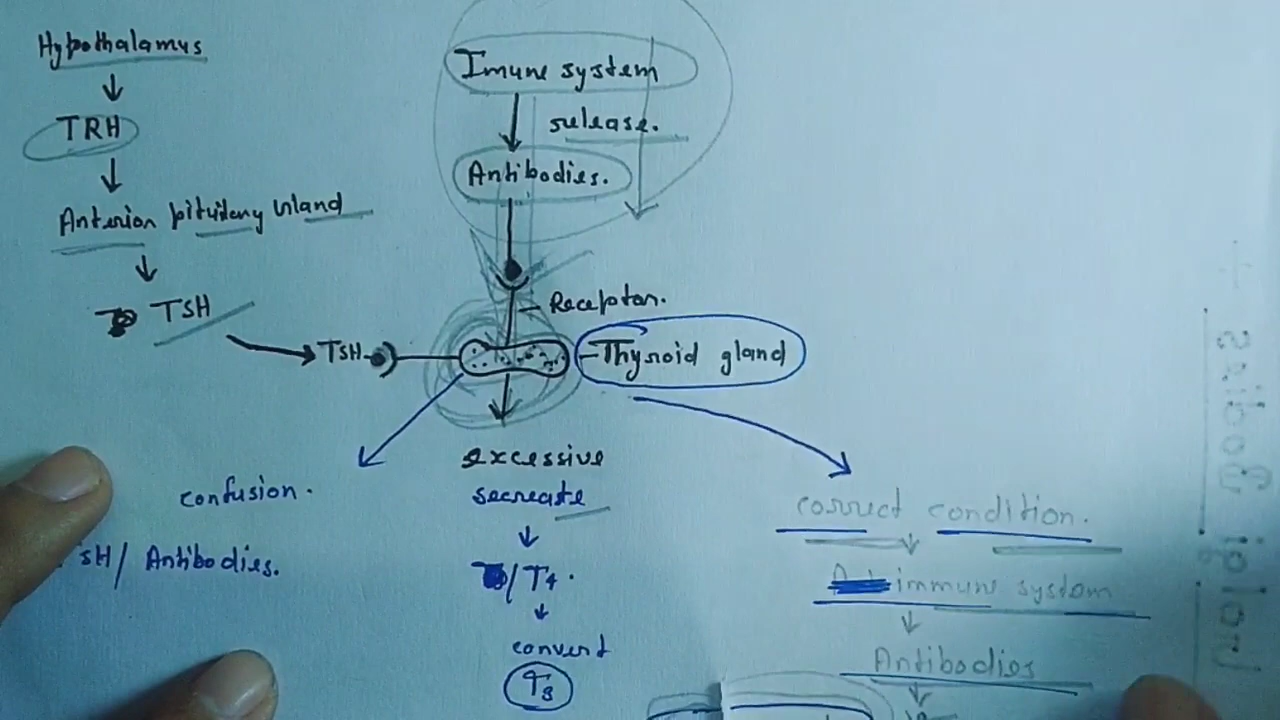 Hypothalamus
TRH
Anterior pituitary Gland
TSH
Imune system
release.
Antibodies.
Receptor.
TSH
Thyroid gland
confusion.
TSH/ Antibodies.
excessive
secreate
/ T4.
convert
T3
correct condition.
immune system
Antibodies